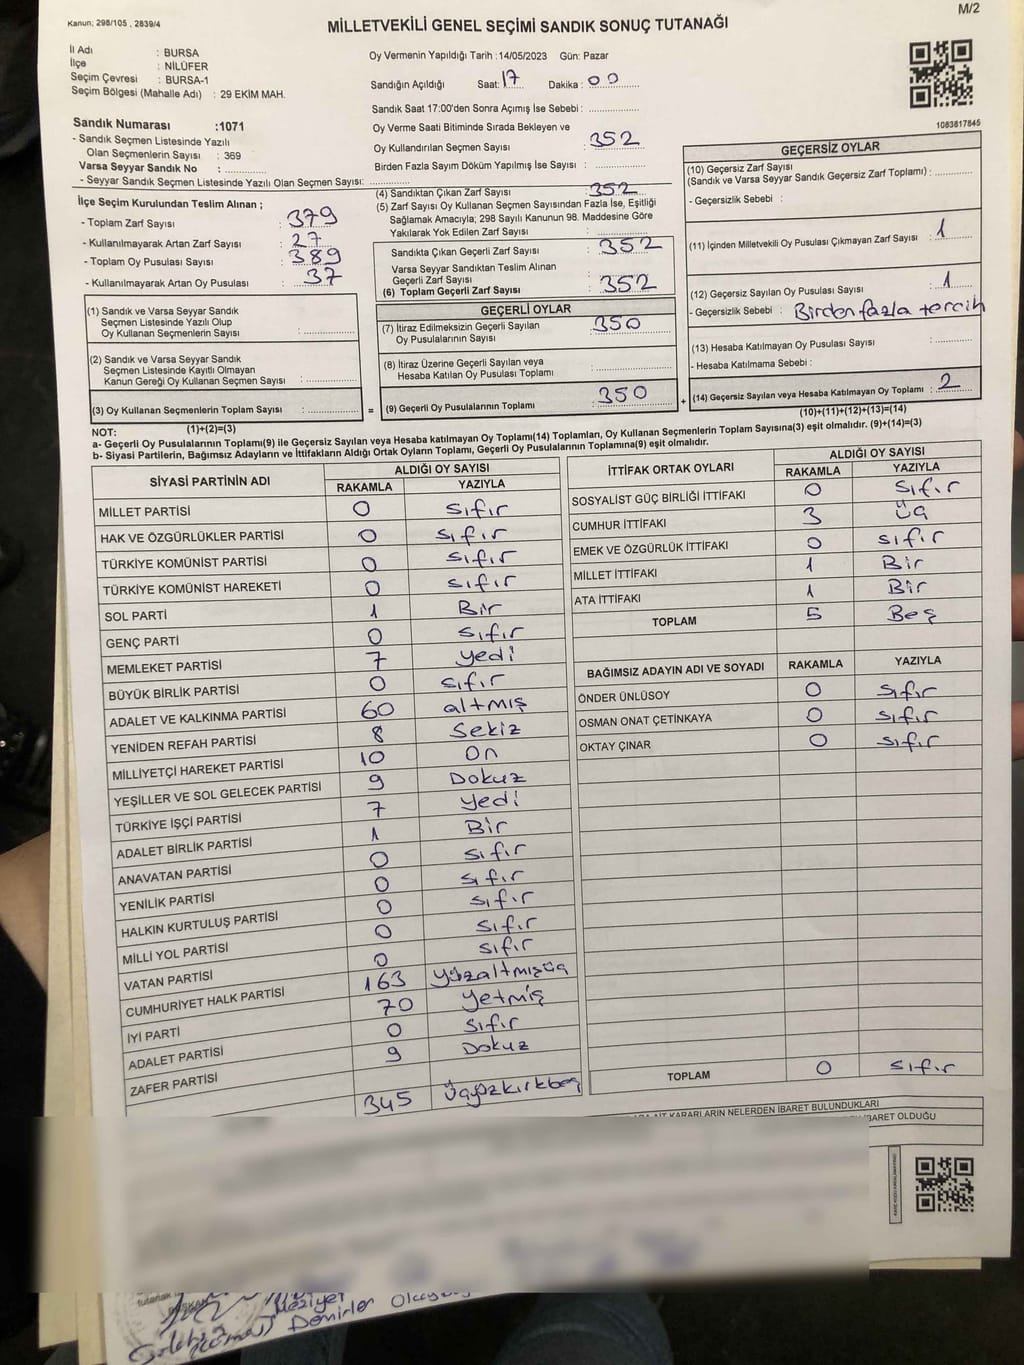 Kanun; 298/105 , 2839/4
M/2
MİLLETVEKİLİ GENEL SEÇİMİ SANDIK SONUÇ TUTANAĞI
İl Adı : BURSA
İlçe : NİLÜFER
Seçim Çevresi : BURSA-1
Seçim Bölgesi (Mahalle Adı) : 29 EKİM MAH.
Oy Vermenin Yapıldığı Tarih :14/05/2023 Gün: Pazar
Sandığın Açıldığı Saat: 17 Dakika: 00
Sandık Saat 17:00'den Sonra Açımış İse Sebebi :
Sandık Numarası :1071
- Sandık Seçmen Listesinde Yazılı
Olan Seçmenlerin Sayısı : 369
Varsa Seyyar Sandık No :
- Seyyar Sandık Seçmen Listesinde Yazılı Olan Seçmen Sayısı:
Oy Verme Saati Bitiminde Sırada Bekleyen ve
Oy Kullandırılan Seçmen Sayısı : 352
Birden Fazla Sayım Döküm Yapılmış İse Sayısı :
1083817845
İlçe Seçim Kurulundan Teslim Alınan ;
- Toplam Zarf Sayısı : 379
- Kullanılmayarak Artan Zarf Sayısı : 27
- Toplam Oy Pusulası Sayısı : 389
- Kullanılmayarak Artan Oy Pusulası : 37
(4) Sandıktan Çıkan Zarf Sayısı : 352
(5) Zarf Sayısı Oy Kullanan Seçmen Sayısından Fazla İse, Eşitliği
Sağlamak Amacıyla; 298 Sayılı Kanunun 98. Maddesine Göre
Yakılarak Yok Edilen Zarf Sayısı :
Sandıkta Çıkan Geçerli Zarf Sayısı : 352
Varsa Seyyar Sandıktan Teslim Alınan
Geçerli Zarf Sayısı :
(6) Toplam Geçerli Zarf Sayısı : 352
GEÇERSİZ OYLAR
(10) Geçersiz Zarf Sayısı
(Sandık ve Varsa Seyyar Sandık Geçersiz Zarf Toplamı) :
- Geçersizlik Sebebi :
(11) İçinden Milletvekili Oy Pusulası Çıkmayan Zarf Sayısı : 1
(12) Geçersiz Sayılan Oy Pusulası Sayısı : 1
- Geçersizlik Sebebi : Birden fazla tercih
(13) Hesaba Katılmayan Oy Pusulası Sayısı :
- Hesaba Katılmama Sebebi :
(14) Geçersiz Sayılan veya Hesaba Katılmayan Oy Toplamı : 2
(10)+(11)+(12)+(13)=(14)
(1) Sandık ve Varsa Seyyar Sandık
Seçmen Listesinde Yazılı Olup
Oy Kullanan Seçmenlerin Sayısı :
(2) Sandık ve Varsa Seyyar Sandık
Seçmen Listesinde Kayıtlı Olmayan
Kanun Gereği Oy Kullanan Seçmen Sayısı :
(3) Oy Kullanan Seçmenlerin Toplam Sayısı :
(1)+(2)=(3)
=
GEÇERLİ OYLAR
(7) İtiraz Edilmeksizin Geçerli Sayılan
Oy Pusulalarının Sayısı : 350
(8) İtiraz Üzerine Geçerli Sayılan veya
Hesaba Katılan Oy Pusulası Toplamı :
(9) Geçerli Oy Pusulalarının Toplamı : 350
+
NOT:
a- Geçerli Oy Pusulalarının Toplamı(9) ile Geçersiz Sayılan veya Hesaba katılmayan Oy Toplamı(14) Toplamları, Oy Kullanan Seçmenlerin Toplam Sayısına(3) eşit olmalıdır. (9)+(14)=(3)
b- Siyasi Partilerin, Bağımsız Adayların ve İttifakların Aldığı Ortak Oyların Toplamı, Geçerli Oy Pusulalarının Toplamına(9) eşit olmalıdır.
SİYASİ PARTİNİN ADI ALDIĞI OY SAYISI
RAKAMLA YAZIYLA
MİLLET PARTİSİ 0 Sıfır
HAK VE ÖZGÜRLÜKLER PARTİSİ 0 Sıfır
TÜRKİYE KOMÜNİST PARTİSİ 0 Sıfır
TÜRKİYE KOMÜNİST HAREKETİ 0 Sıfır
SOL PARTİ 1 Bir
GENÇ PARTİ 0 Sıfır
MEMLEKET PARTİSİ 7 yedi
BÜYÜK BİRLİK PARTİSİ 0 Sıfır
ADALET VE KALKINMA PARTİSİ 60 altmış
YENİDEN REFAH PARTİSİ 8 Sekiz
MİLLİYETÇİ HAREKET PARTİSİ 10 On
YEŞİLLER VE SOL GELECEK PARTİSİ 9 Dokuz
TÜRKİYE İŞÇİ PARTİSİ 7 yedi
ADALET BİRLİK PARTİSİ 1 Bir
ANAVATAN PARTİSİ 0 Sıfır
YENİLİK PARTİSİ 0 Sıfır
HALKIN KURTULUŞ PARTİSİ 0 Sıfır
MİLLİ YOL PARTİSİ 0 Sıfır
VATAN PARTİSİ 0 Sıfır
CUMHURİYET HALK PARTİSİ 163 yüzaltmışüç
İYİ PARTİ 70 yetmiş
ADALET PARTİSİ 0 Sıfır
ZAFER PARTİSİ 9 Dokuz
345 Üçyüzkırkbeş
İTTİFAK ORTAK OYLARI ALDIĞI OY SAYISI
RAKAMLA YAZIYLA
SOSYALİST GÜÇ BİRLİĞİ İTTİFAKI 0 Sıfır
CUMHUR İTTİFAKI 3 Üç
EMEK VE ÖZGÜRLÜK İTTİFAKI 0 Sıfır
MİLLET İTTİFAKI 1 Bir
ATA İTTİFAKI 1 Bir
TOPLAM 5 Beş
BAĞIMSIZ ADAYIN ADI VE SOYADI RAKAMLA YAZIYLA
ÖNDER ÜNLÜSOY 0 Sıfır
OSMAN ONAT ÇETİNKAYA 0 Sıfır
OKTAY ÇINAR 0 Sıfır
TOPLAM 0 Sıfır
AİT KARARLARIN NELERDEN İBARET BULUNDUKLARI
İBARET OLDUĞU
tutanak
BAŞKAN
Meziyet
Demirler